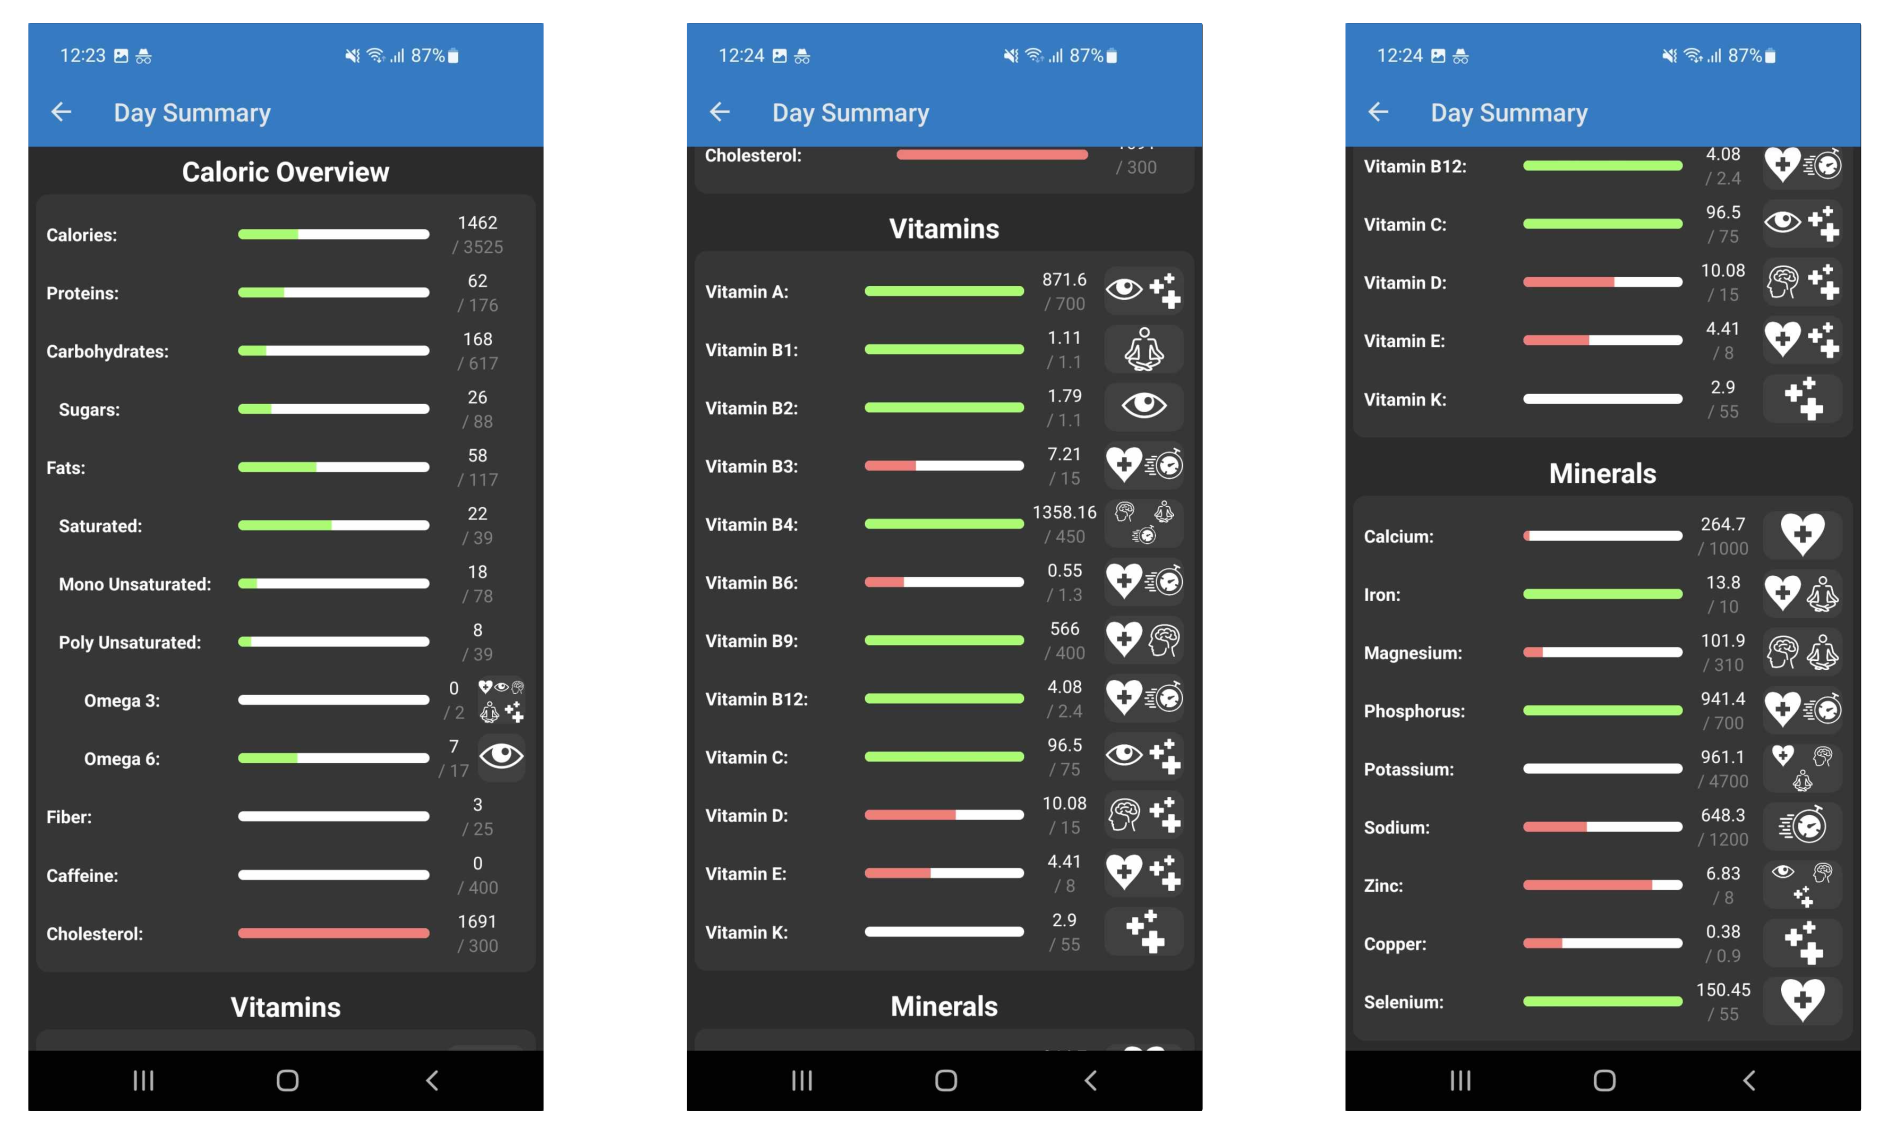 12:23 87%
Day Summary
Caloric Overview
Calories: 1462 / 3525
Proteins: 62 / 176
Carbohydrates: 168 / 617
Sugars: 26 / 88
Fats: 58 / 117
Saturated: 22 / 39
Mono Unsaturated: 18 / 78
Poly Unsaturated: 8 / 39
Omega 3: 0 / 2
Omega 6: 7 / 17
Fiber: 3 / 25
Caffeine: 0 / 400
Cholesterol: 1691 / 300
Vitamins
12:24 87%
Day Summary
Cholesterol: / 300
Vitamins
Vitamin A: 871.6 / 700
Vitamin B1: 1.11 / 1.1
Vitamin B2: 1.79 / 1.1
Vitamin B3: 7.21 / 15
Vitamin B4: 1358.16 / 450
Vitamin B6: 0.55 / 1.3
Vitamin B9: 566 / 400
Vitamin B12: 4.08 / 2.4
Vitamin C: 96.5 / 75
Vitamin D: 10.08 / 15
Vitamin E: 4.41 / 8
Vitamin K: 2.9 / 55
Minerals
12:24 87%
Day Summary
Vitamin B12: 4.08 / 2.4
Vitamin C: 96.5 / 75
Vitamin D: 10.08 / 15
Vitamin E: 4.41 / 8
Vitamin K: 2.9 / 55
Minerals
Calcium: 264.7 / 1000
Iron: 13.8 / 10
Magnesium: 101.9 / 310
Phosphorus: 941.4 / 700
Potassium: 961.1 / 4700
Sodium: 648.3 / 1200
Zinc: 6.83 / 8
Copper: 0.38 / 0.9
Selenium: 150.45 / 55